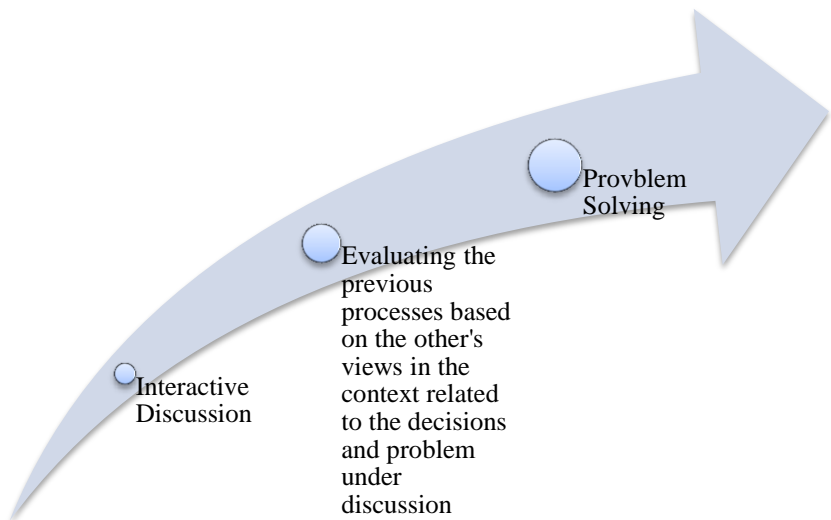 Interactive
Discussion
Evaluating the
previous
processes based
on the other's
views in the
context related
to the decisions
and problem
under
discussion
Provblem
Solving